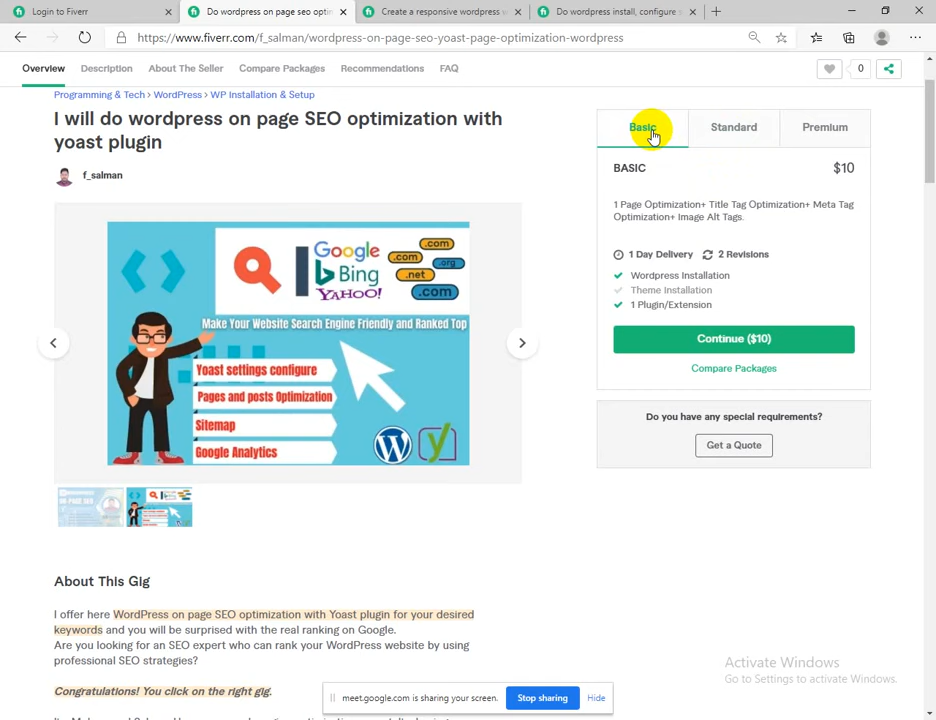 Login to Fiverr
Do wordpress on page seo optim
Create a responsive wordpress w
Do wordpress install, configure s
https://www.fiverr.com/f_salman/wordpress-on-page-seo-yoast-page-optimization-wordpress
Overview Description About The Seller Compare Packages Recommendations FAQ 0
Programming & Tech › WordPress › WP Installation & Setup
I will do wordpress on page SEO optimization with
yoast plugin
f_salman
Google
Bing
YAHOO!
.com
.com
.org
.net
.com
Make Your Website Search Engine Friendly and Ranked Top
Yoast settings configure
Pages and posts Optimization
Sitemap
Google Analytics
Basic Standard Premium
BASIC $10
1 Page Optimization+ Title Tag Optimization+ Meta Tag
Optimization+ Image Alt Tags.
1 Day Delivery 2 Revisions
Wordpress Installation
Theme Installation
1 Plugin/Extension
Continue ($10)
Compare Packages
Do you have any special requirements?
Get a Quote
About This Gig
I offer here WordPress on page SEO optimization with Yoast plugin for your desired
keywords and you will be surprised with the real ranking on Google.
Are you looking for an SEO expert who can rank your WordPress website by using
professional SEO strategies?
Congratulations! You click on the right gig.
Activate Windows
Go to Settings to activate Windows.
meet.google.com is sharing your screen. Stop sharing Hide